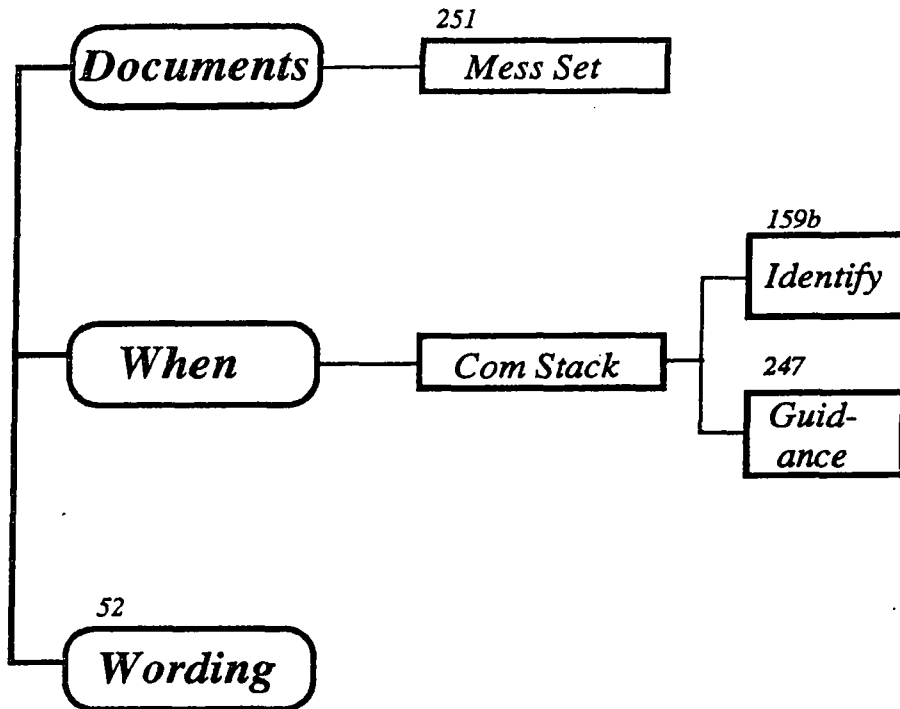 251
Documents
Mess Set
159b
Identify
When
Com Stack
247
Guid-
ance
52
Wording